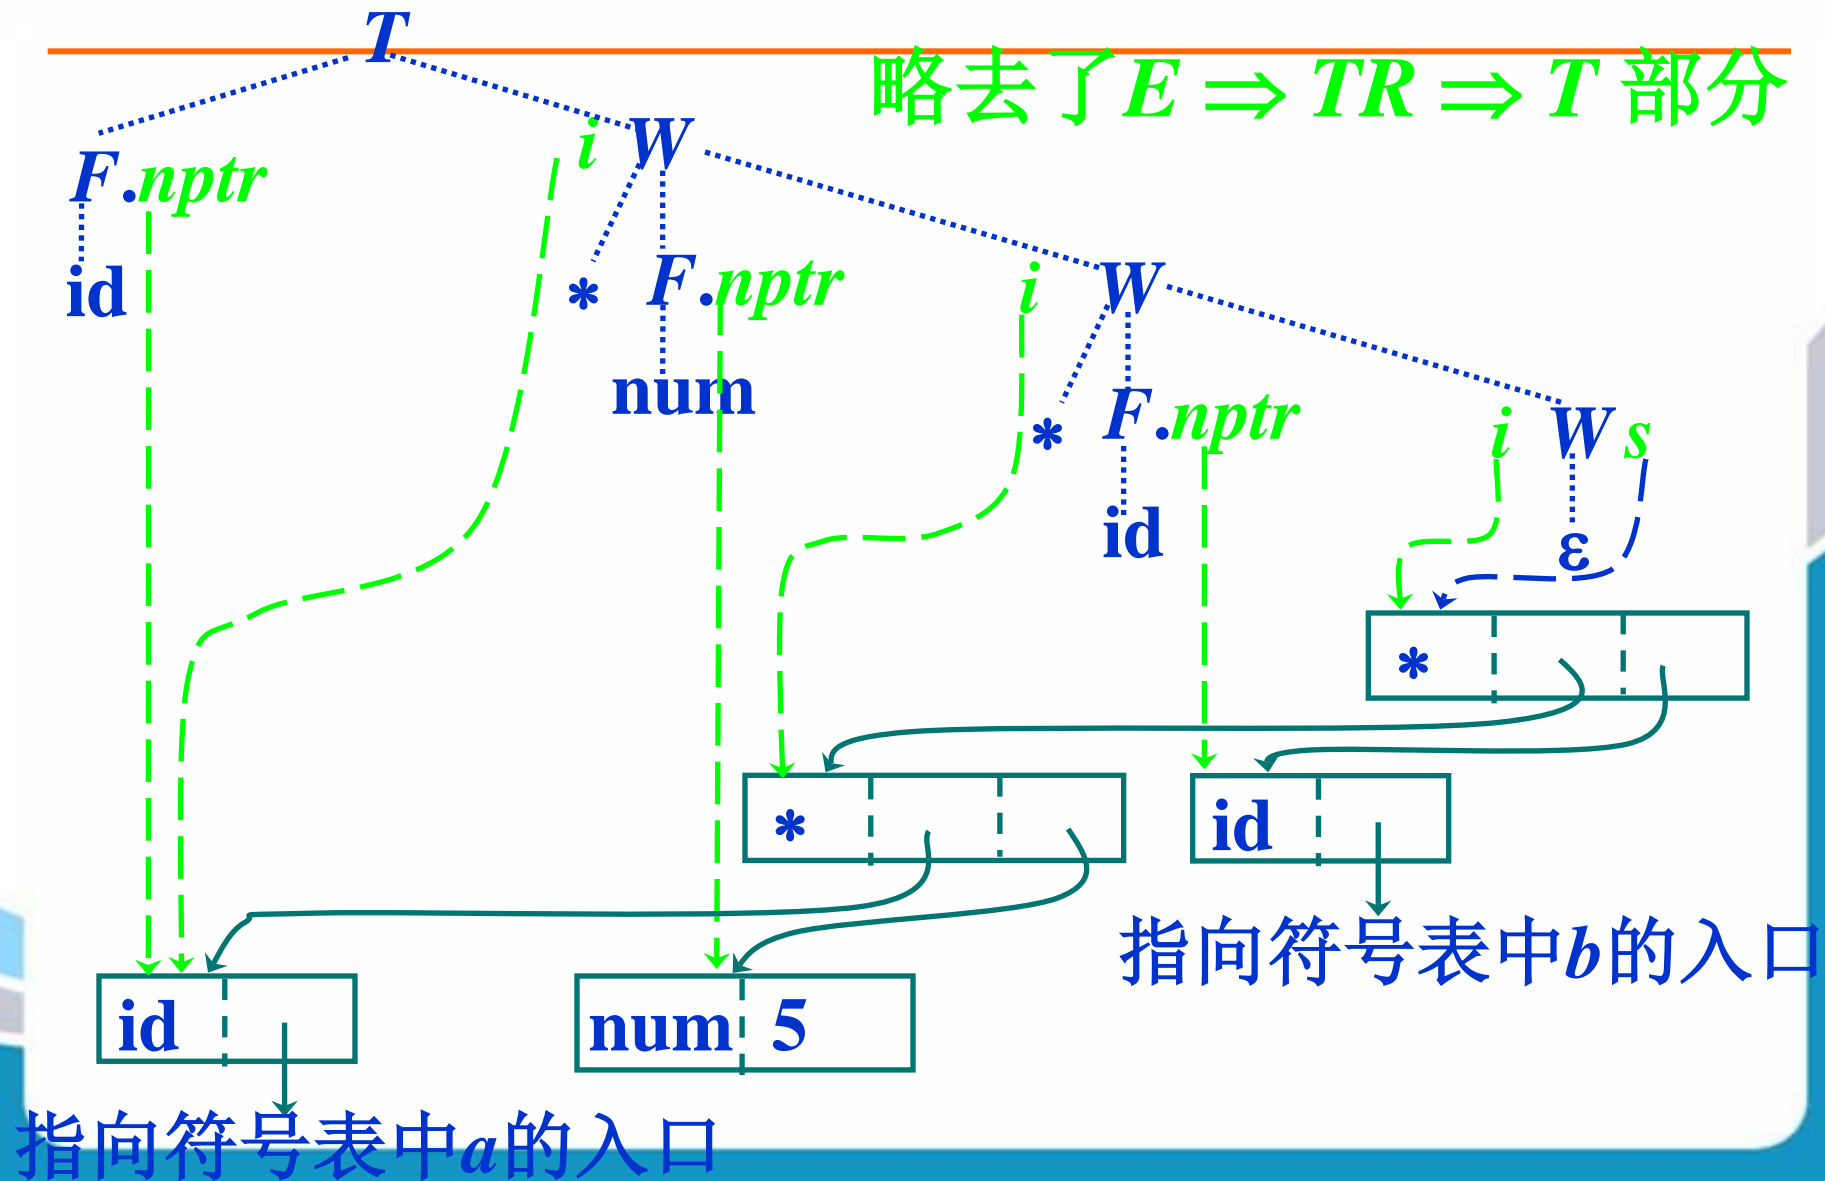 T
略去了E ⇒ TR ⇒ T 部分
i W
F.nptr
id
* F.nptr
i W
num
* F.nptr
i W s
id
ε
*
*
id
指向符号表中b的入口
id
num 5
指向符号表中a的入口